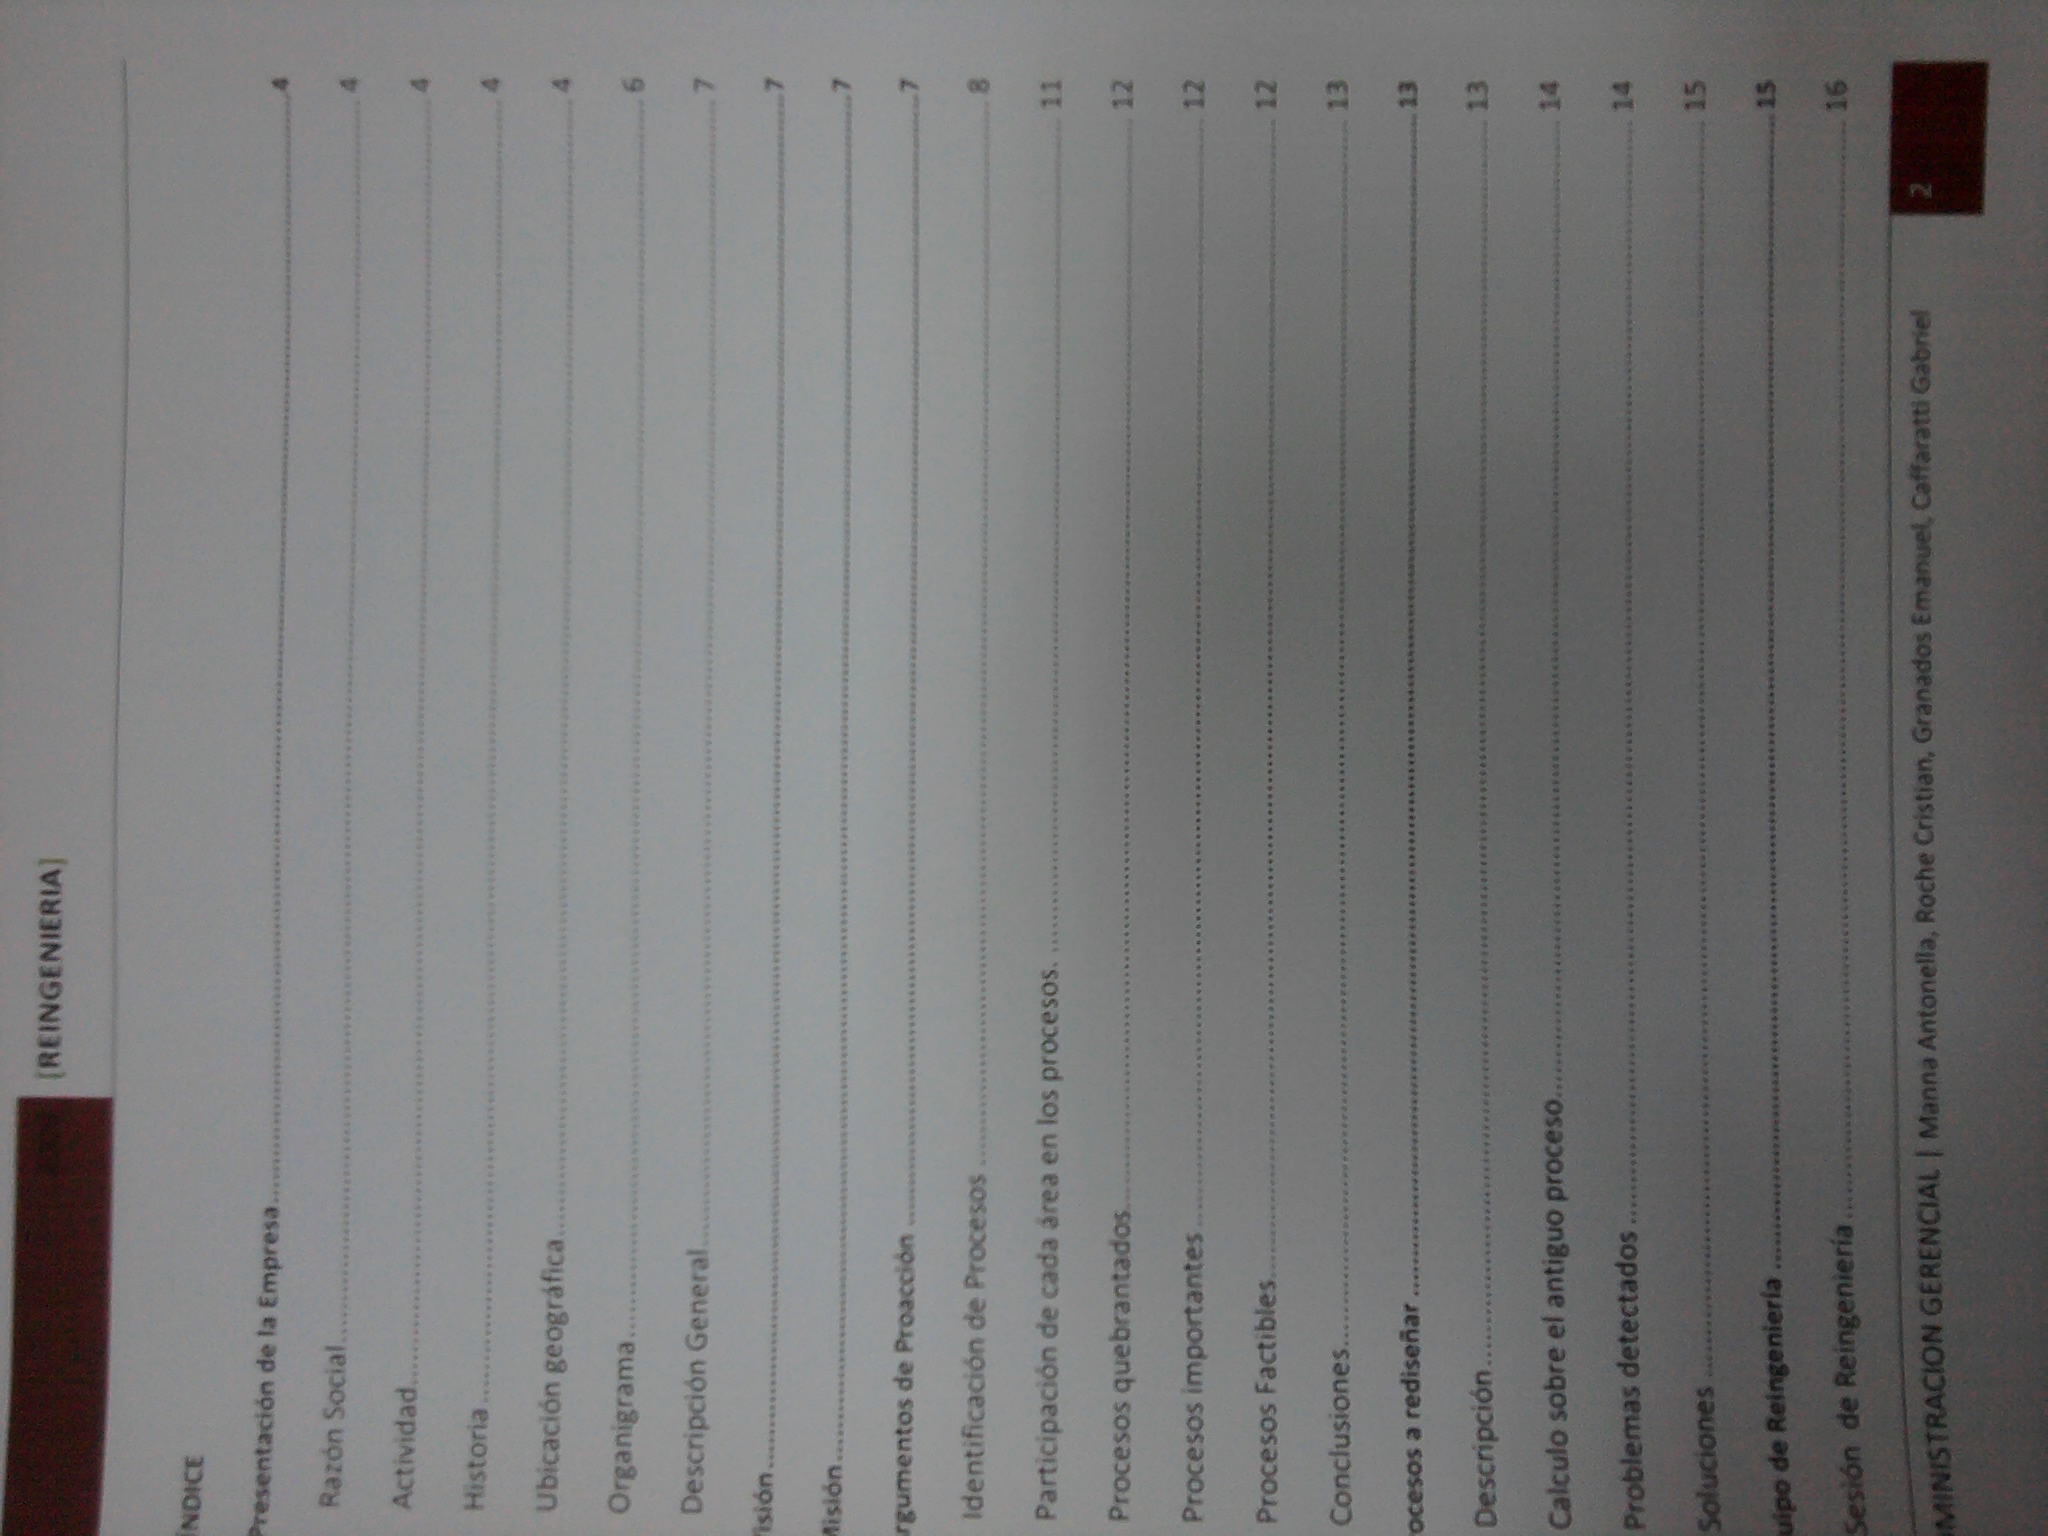 [REINGENIERIA]
ÍNDICE
Presentación de la Empresa........4
Razón Social........4
Actividad........4
Historia........4
Ubicación geográfica........4
Organigrama........6
Descripción General........7
isión........7
Misión........7
rgumentos de Proacción........7
Identificación de Procesos........8
Participación de cada área en los procesos.........11
Procesos quebrantados........12
Procesos importantes........12
Procesos Factibles........12
Conclusiones........13
ocesos a rediseñar........13
Descripción........13
Calculo sobre el antiguo proceso........14
Problemas detectados........14
Soluciones........15
uipo de Reingeniería........15
Sesión de Reingeniería........16
MINISTRACION GERENCIAL | Manna Antonella, Roche Cristian, Granados Emanuel, Caffaratti Gabriel 2